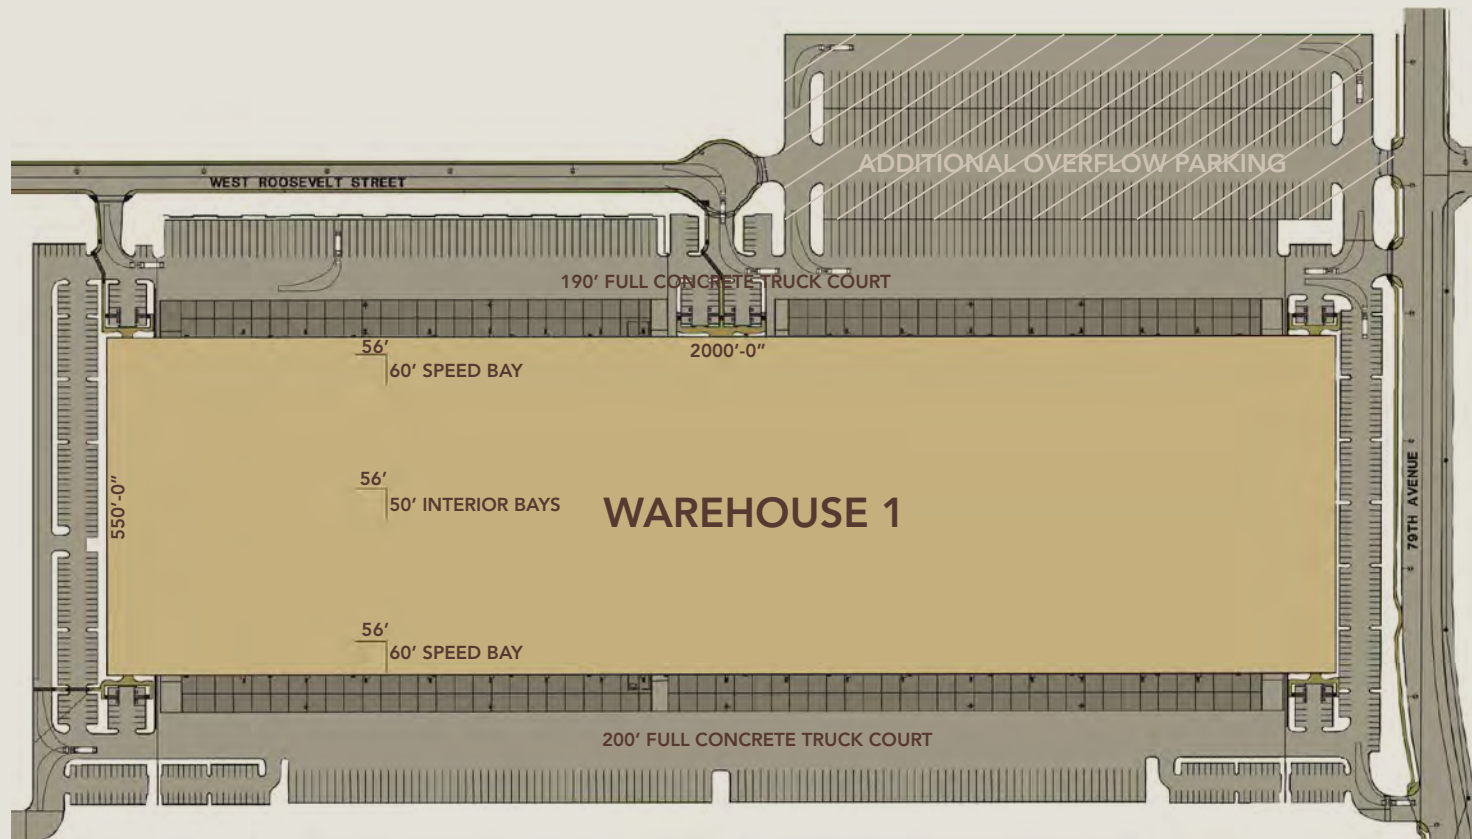 ADDITIONAL OVERFLOW PARKING
WEST ROOSEVELT STREET
190’ FULL CONCRETE TRUCK COURT
2000’-0”
56’
60’ SPEED BAY
56’
50’ INTERIOR BAYS
550’-0”
WAREHOUSE 1
79TH AVENUE
56’
60’ SPEED BAY
200’ FULL CONCRETE TRUCK COURT